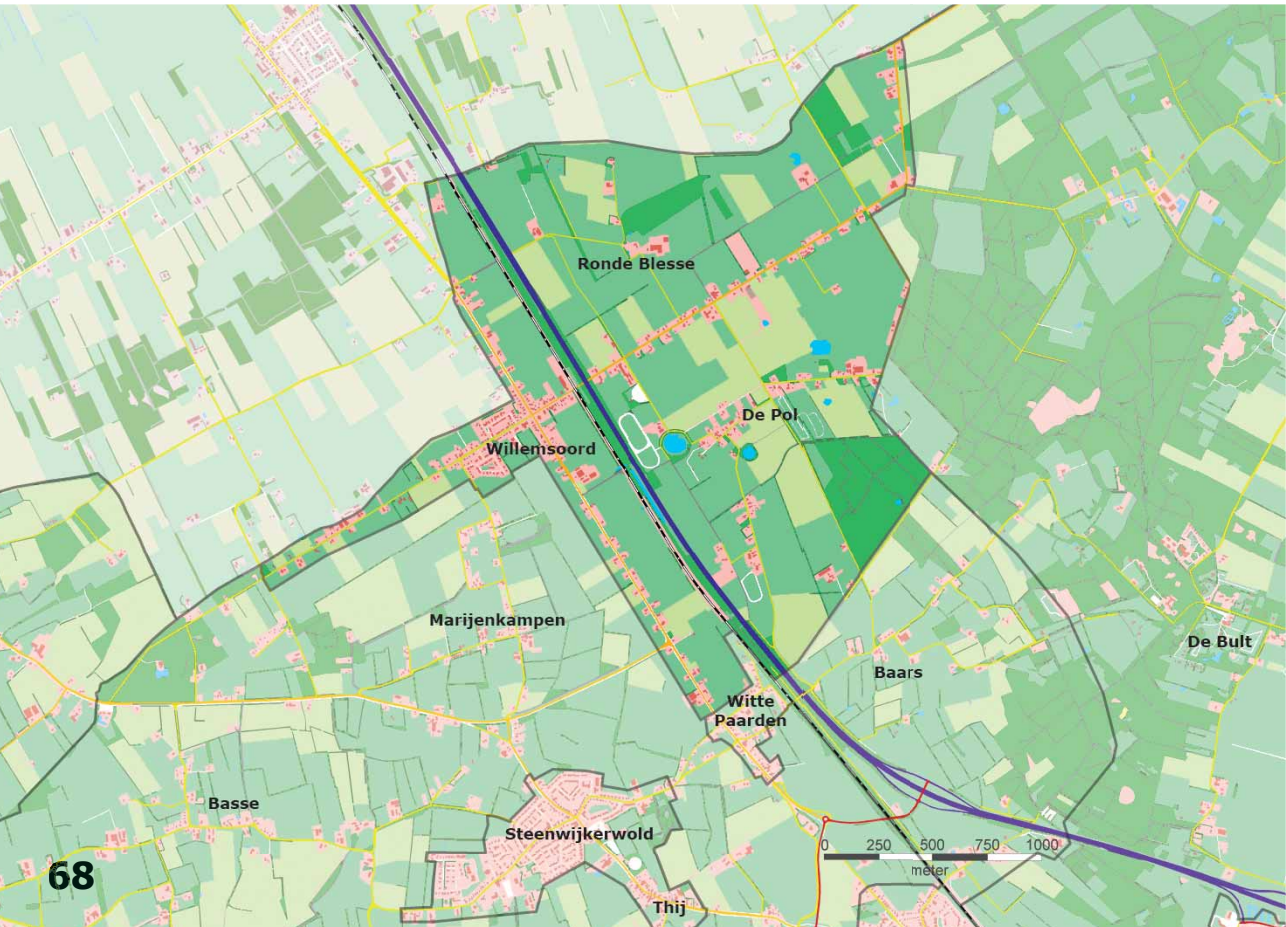 Ronde Blesse
De Pol
Willemsoord
Marijenkampen
De Bult
Baars
Witte
Paarden
Basse
Steenwijkerwold
0 250 500 750 1000
meter
68
Thij